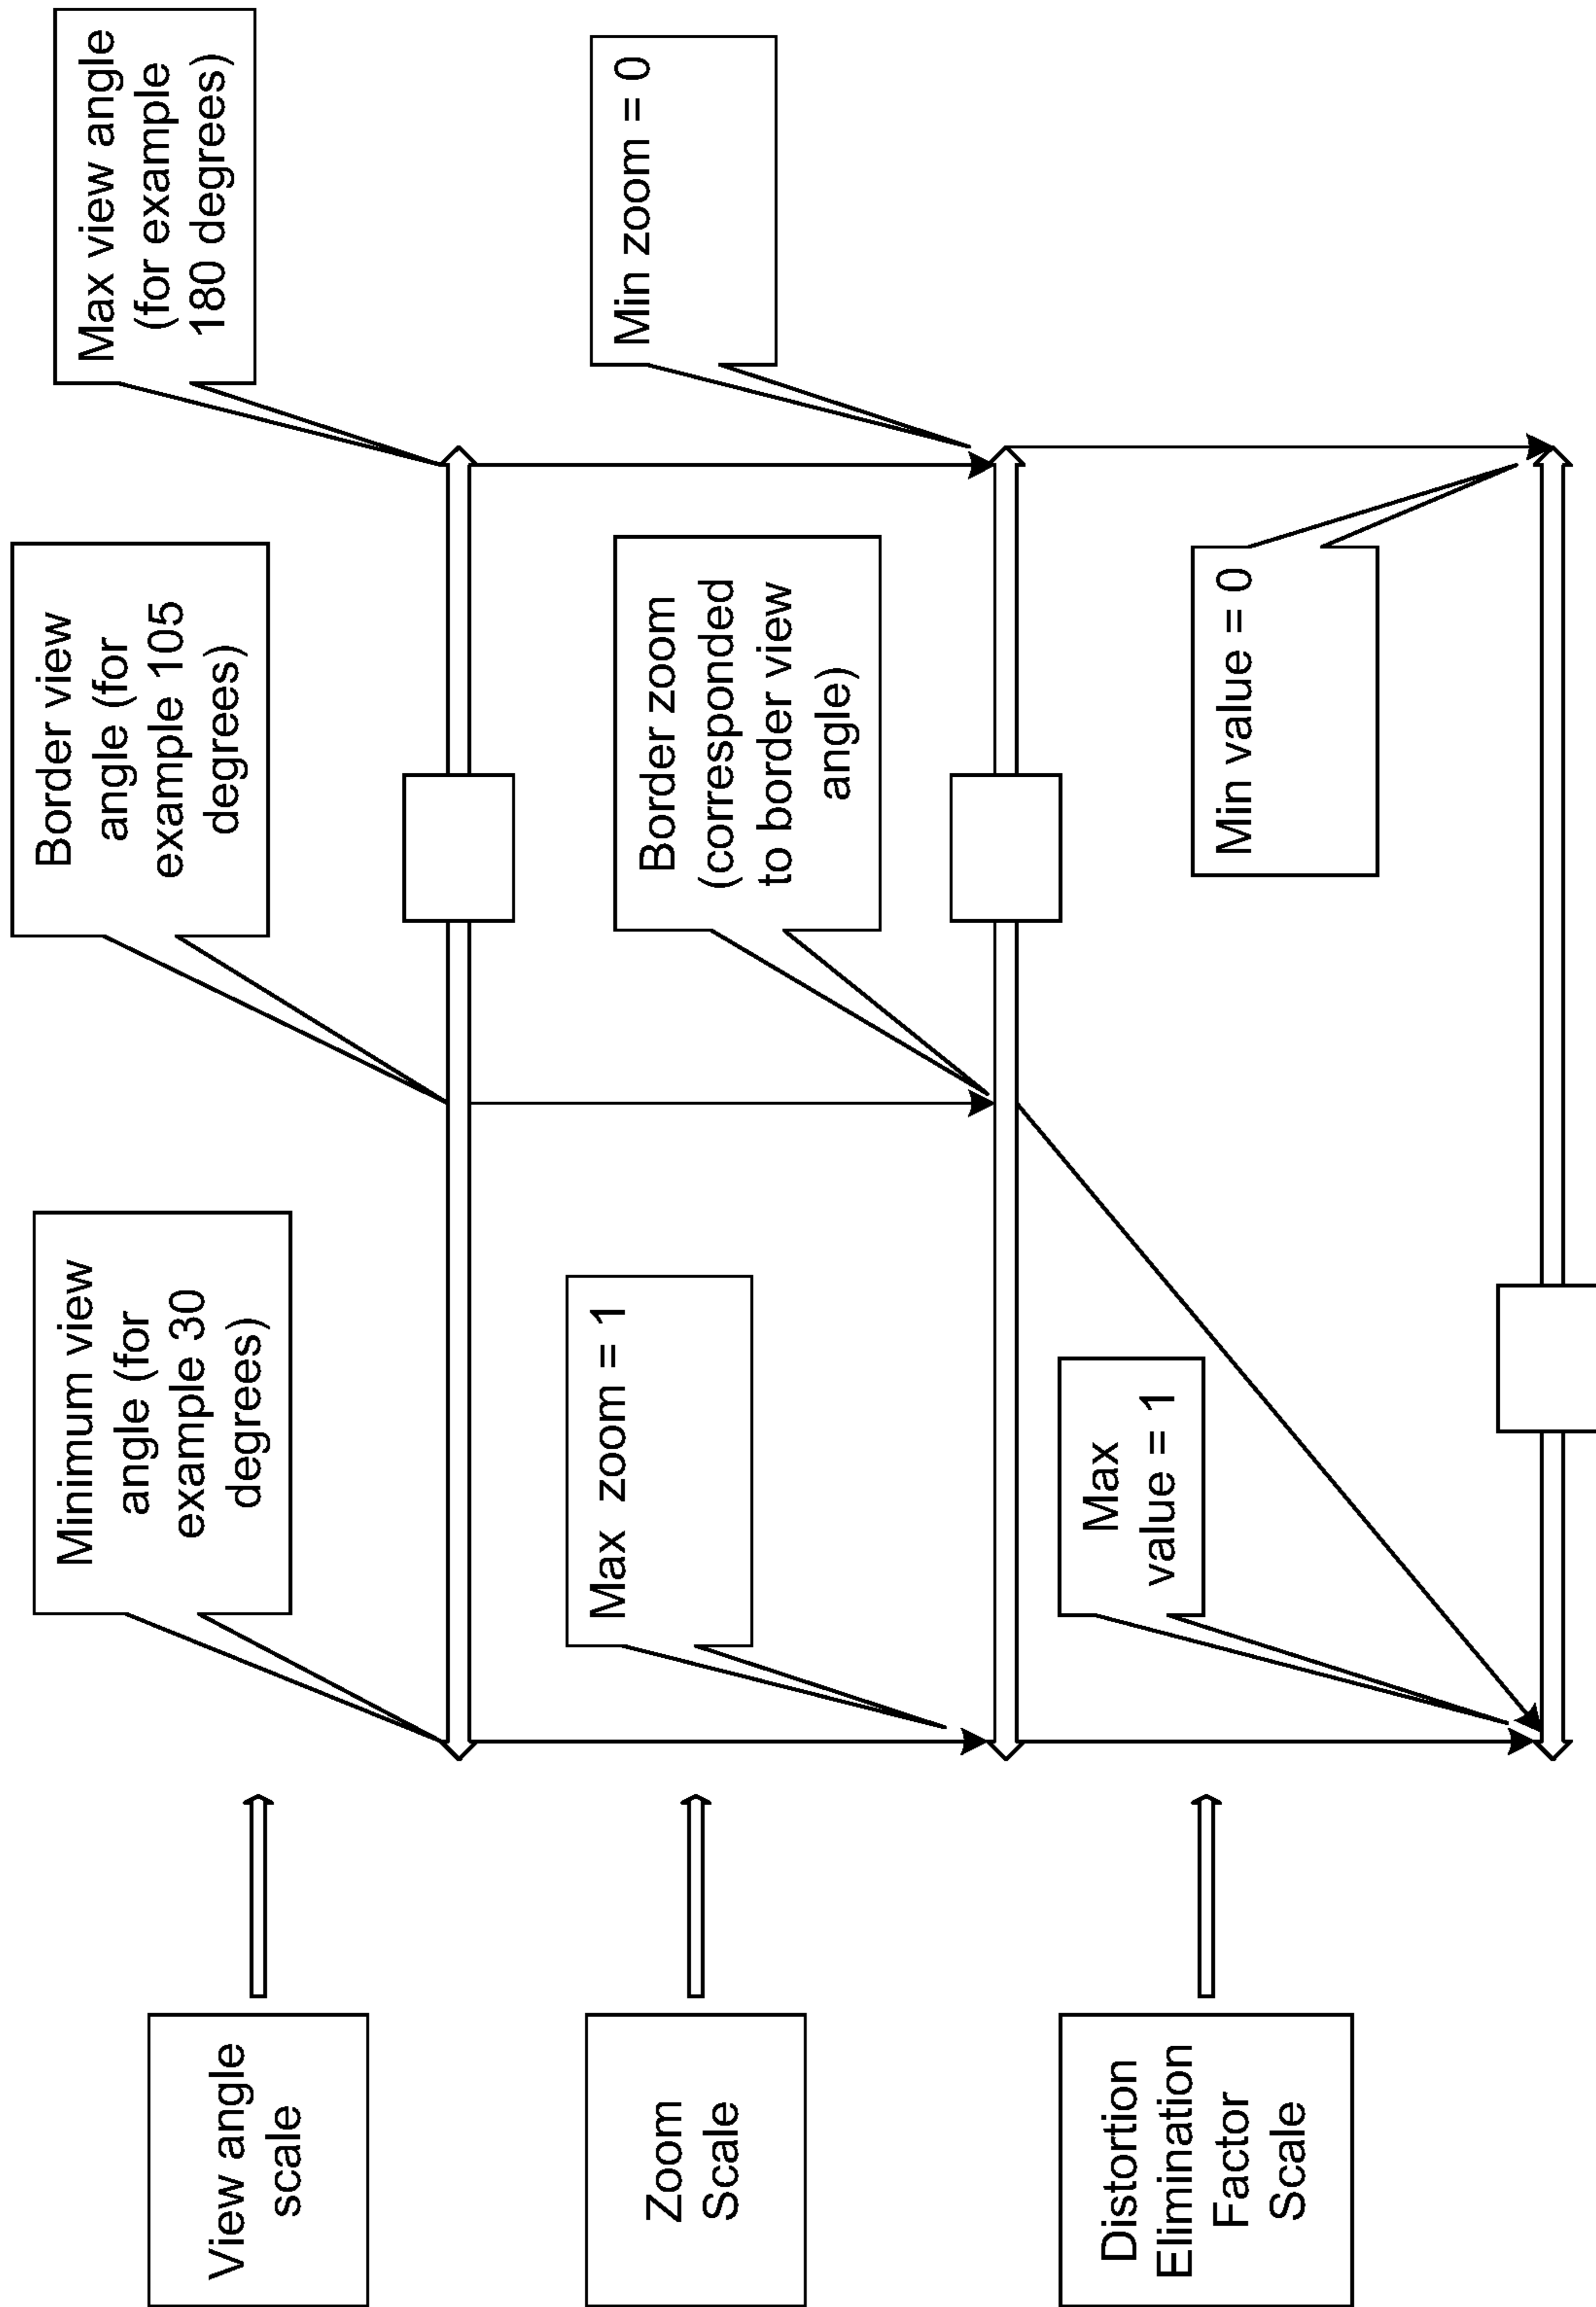 View angle
scale
Minimum view
angle (for
example 30
degrees)
Border view
angle (for
example 105
degrees)
Max view angle
(for example
180 degrees)
Zoom
Scale
Max zoom = 1
Border zoom
(corresponded
to border view
angle)
Min zoom = 0
Distortion
Elimination
Factor
Scale
Max
value = 1
Min value = 0